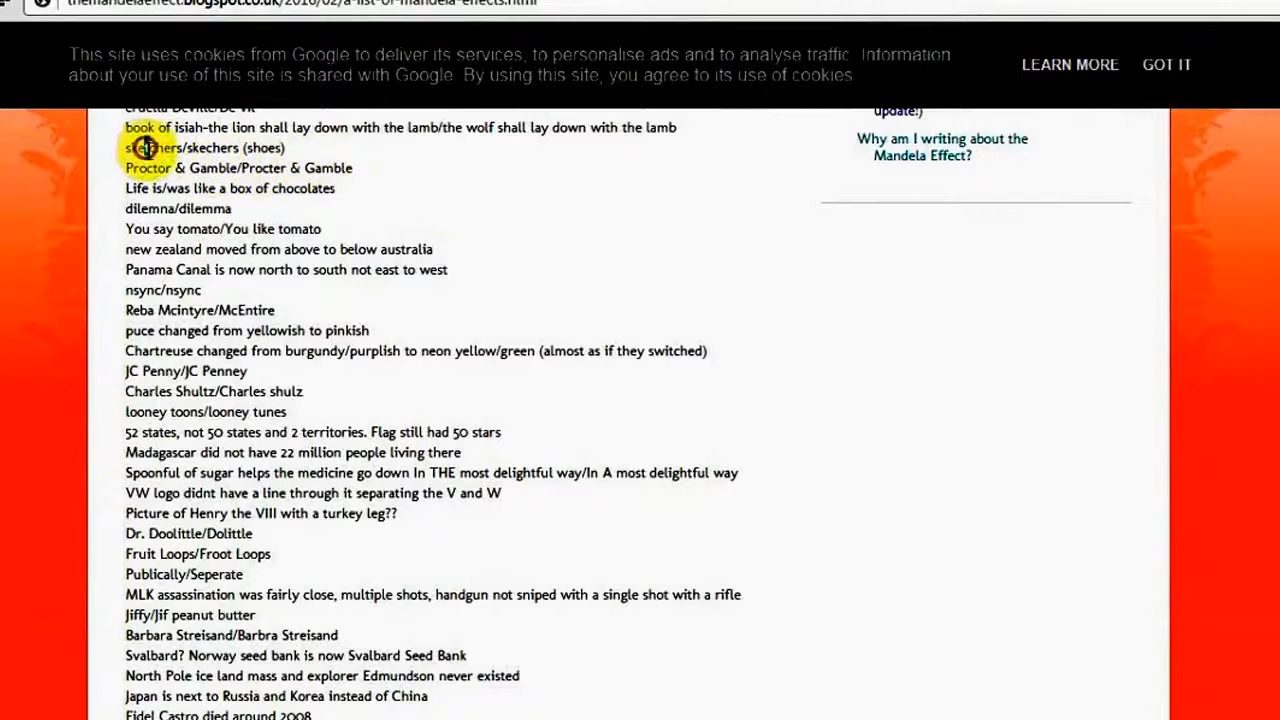 themandelaeffect.blogspot.co.uk/2016/02/a-list-of-mandela-effects.html
This site uses cookies from Google to deliver its services, to personalise ads and to analyse traffic. Information
about your use of this site is shared with Google. By using this site, you agree to its use of cookies
LEARN MORE GOT IT
Cruella Deville/De Vil
book of isiah-the lion shall lay down with the lamb/the wolf shall lay down with the lamb
sketchers/skechers (shoes)
Proctor & Gamble/Procter & Gamble
Life is/was like a box of chocolates
dilemna/dilemma
You say tomato/You like tomato
new zealand moved from above to below australia
Panama Canal is now north to south not east to west
nsync/nsync
Reba Mcintyre/McEntire
puce changed from yellowish to pinkish
Chartreuse changed from burgundy/purplish to neon yellow/green (almost as if they switched)
JC Penny/JC Penney
Charles Shultz/Charles shulz
looney toons/looney tunes
52 states, not 50 states and 2 territories. Flag still had 50 stars
Madagascar did not have 22 million people living there
Spoonful of sugar helps the medicine go down In THE most delightful way/In A most delightful way
VW logo didnt have a line through it separating the V and W
Picture of Henry the VIII with a turkey leg??
Dr. Doolittle/Dolittle
Fruit Loops/Froot Loops
Publically/Seperate
MLK assassination was fairly close, multiple shots, handgun not sniped with a single shot with a rifle
Jiffy/Jif peanut butter
Barbara Streisand/Barbra Streisand
Svalbard? Norway seed bank is now Svalbard Seed Bank
North Pole ice land mass and explorer Edmundson never existed
Japan is next to Russia and Korea instead of China
Fidel Castro died around 2008
update!)
Why am I writing about the
Mandela Effect?